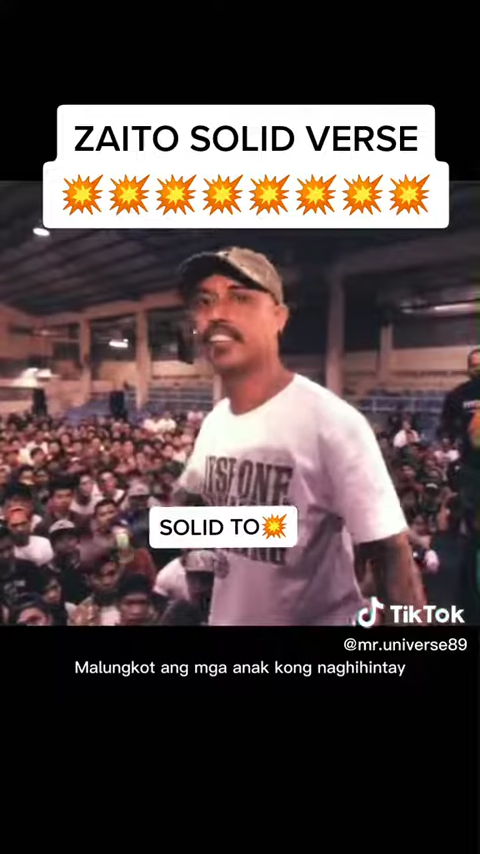 ZAITO SOLID VERSE
💥💥💥💥💥💥💥💥
SOLID TO💥
TikTok
@mr.universe89
Malungkot ang mga anak kong naghihintay